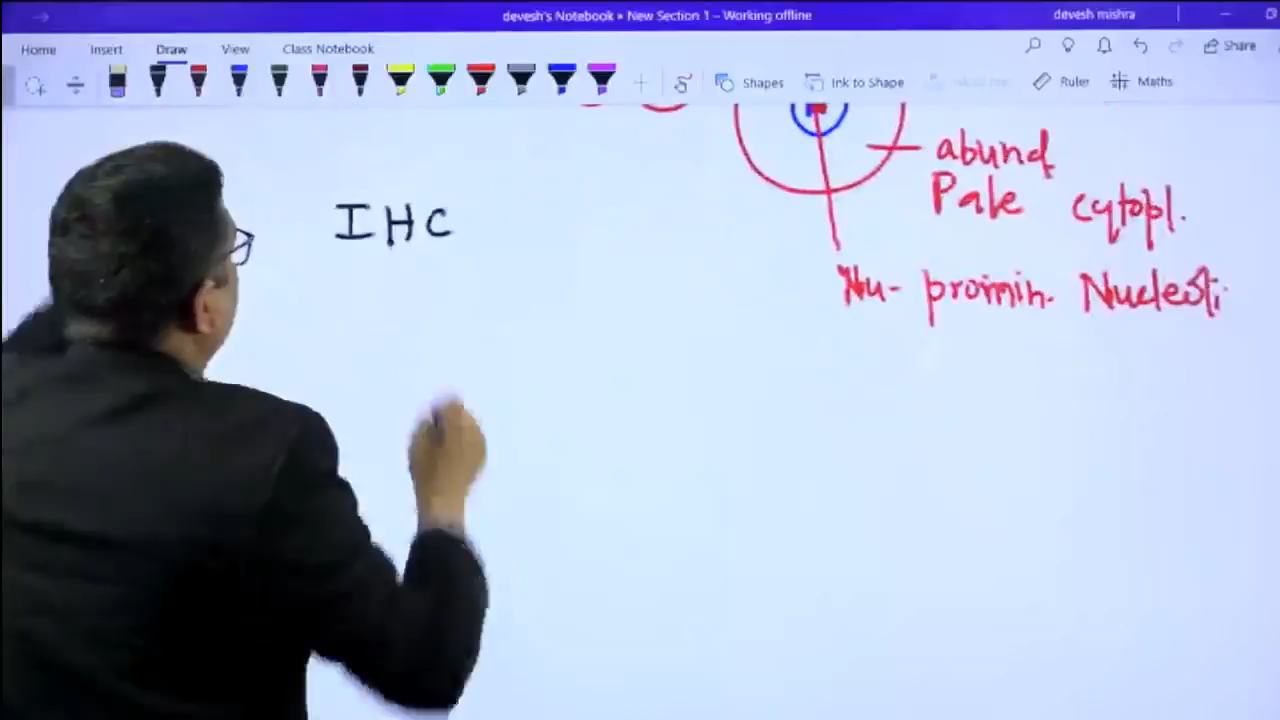 devesh's Notebook » New Section 1 – Working offline devesh mishra
Home Insert Draw View Class Notebook Share
Shapes Ink to Shape Ruler Maths
abund
Pale cytopl.
IHC
Nu- promin. Nucleoti